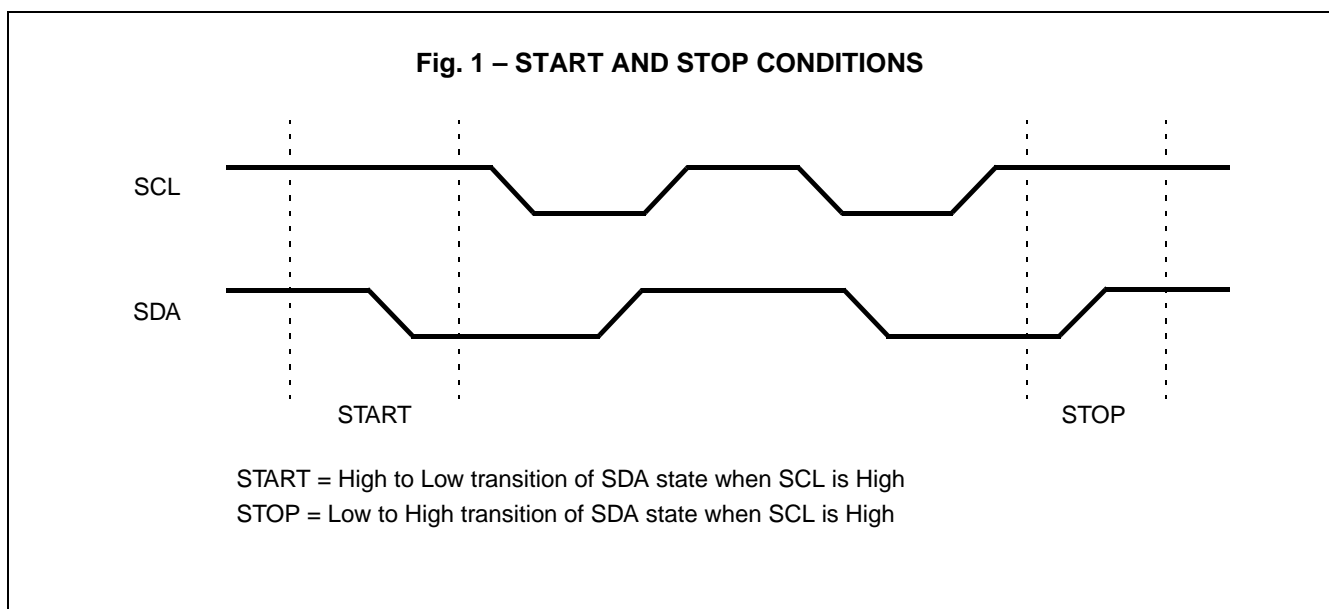 Fig. 1 – START AND STOP CONDITIONS
SCL
SDA
START
STOP
START = High to Low transition of SDA state when SCL is High
STOP = Low to High transition of SDA state when SCL is High